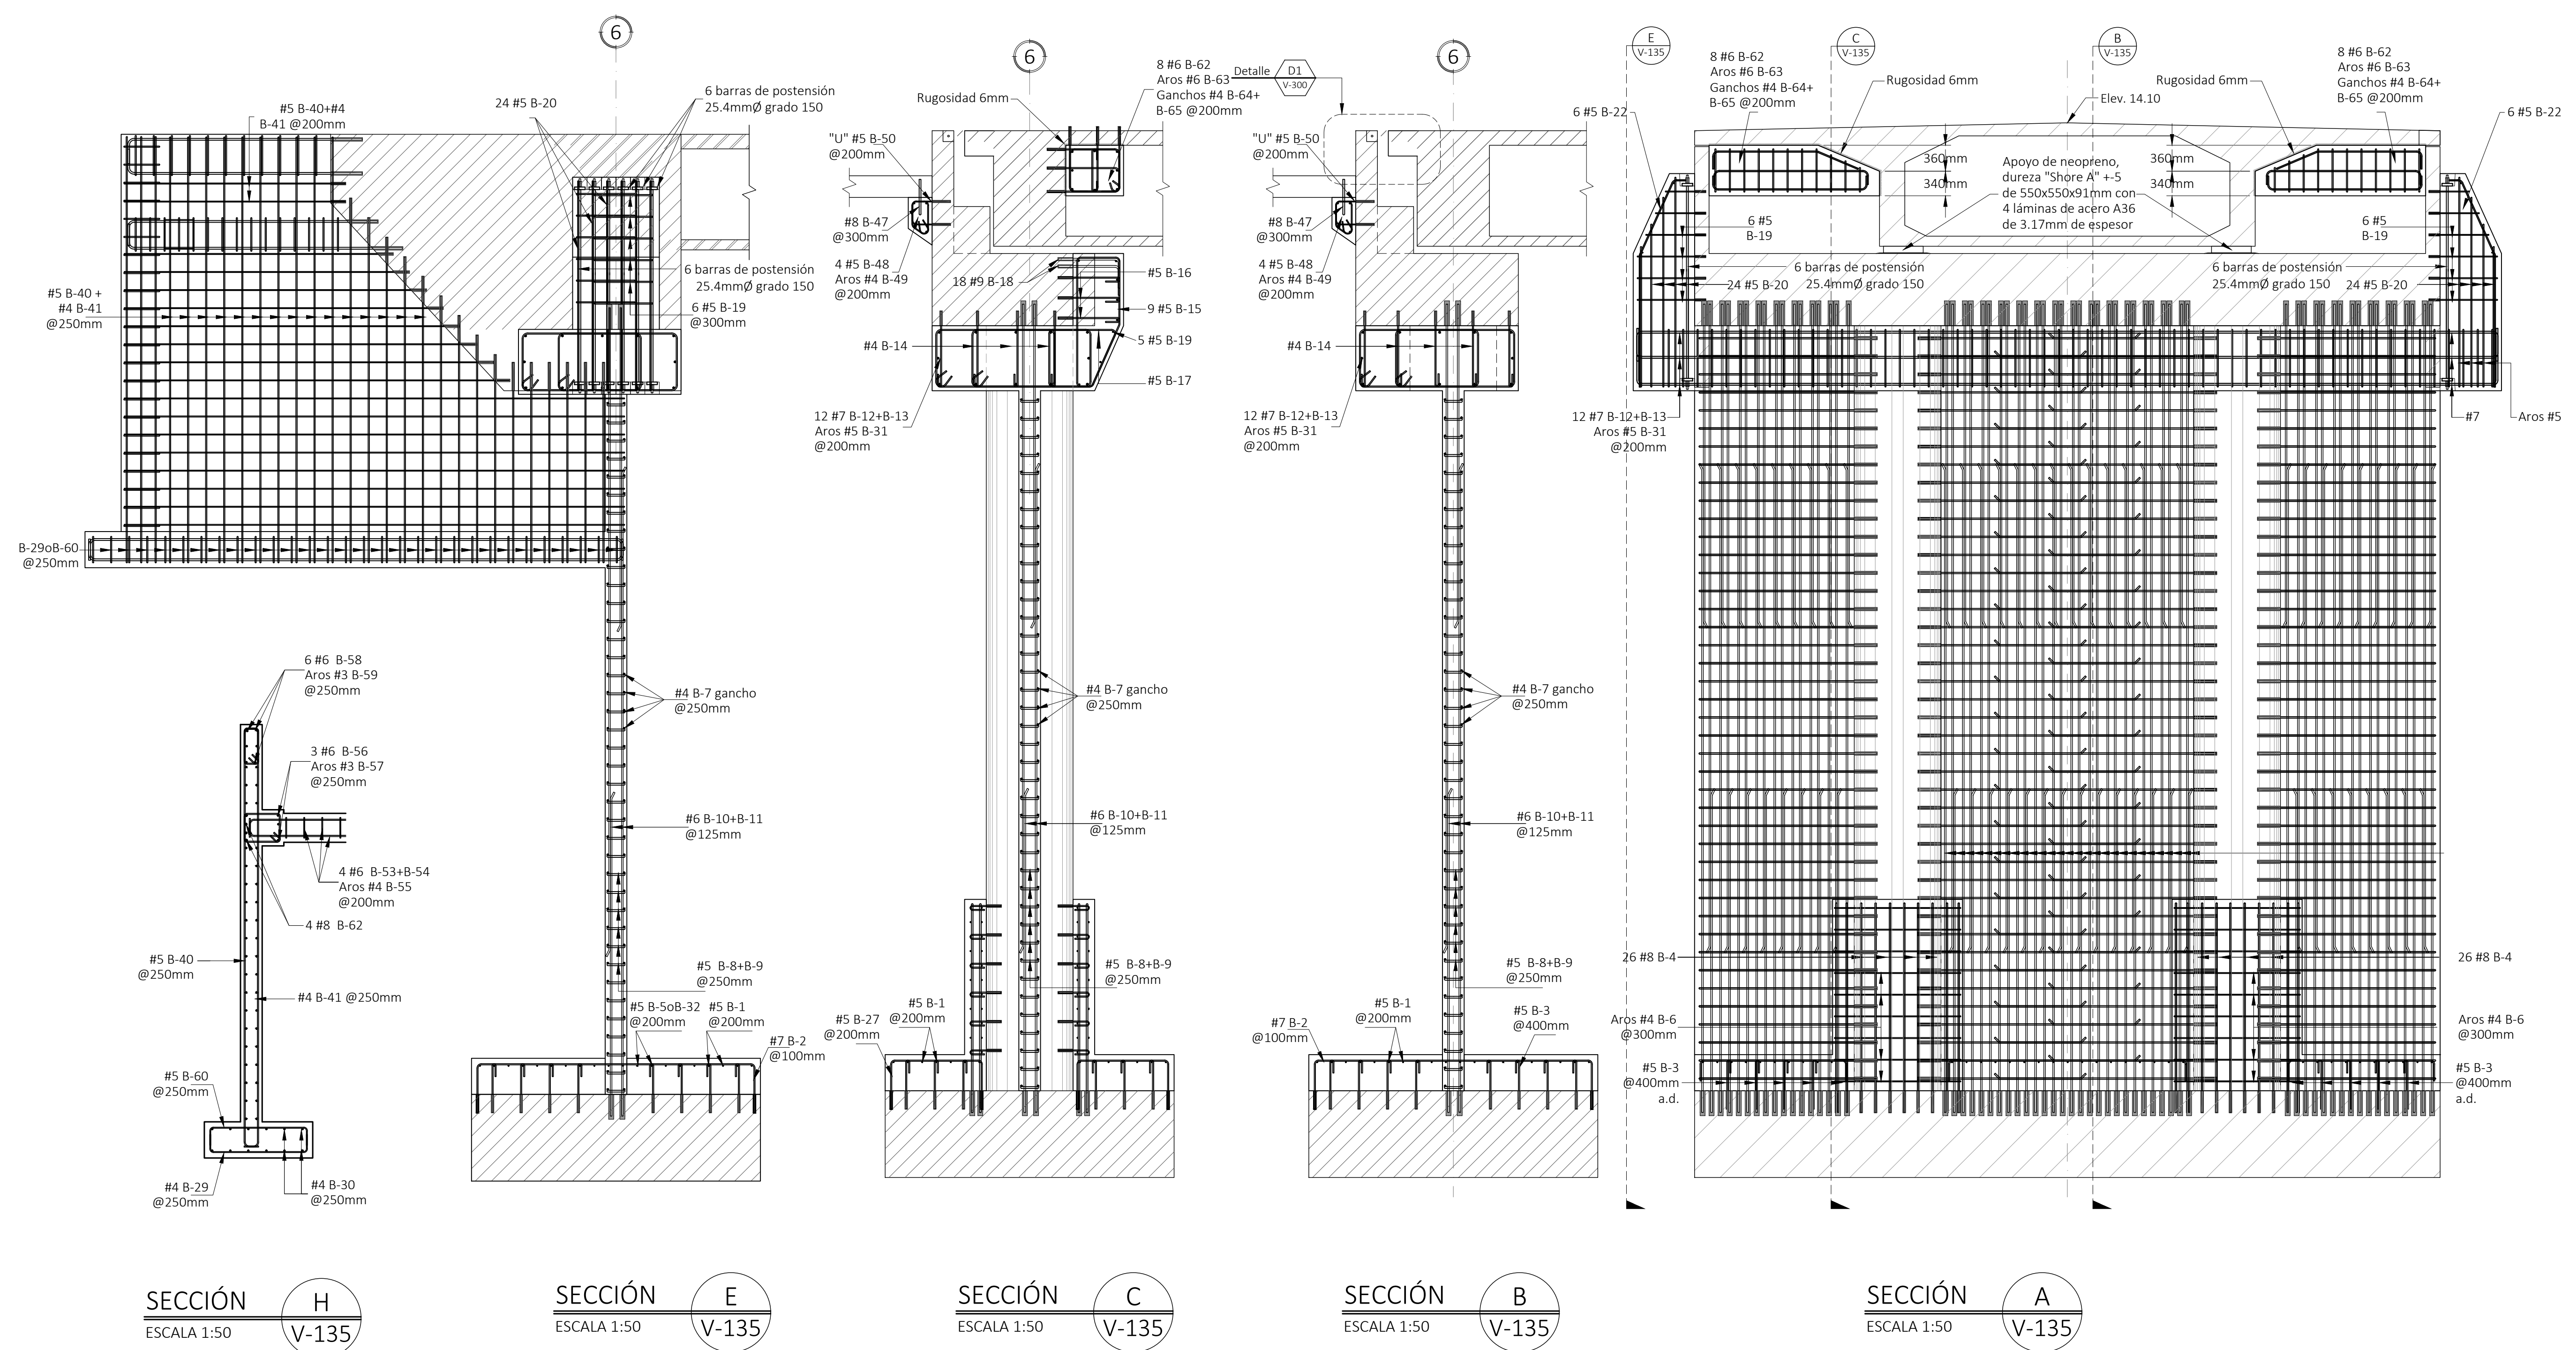 6
#5 B-40+#4
B-41 @200mm
24 #5 B-20
6 barras de postensión
25.4mmØ grado 150
#5 B-40 +
#4 B-41
@250mm
6 barras de postensión
25.4mmØ grado 150
6 #5 B-19
@300mm
B-29oB-60
@250mm
#4 B-7 gancho
@250mm
#6 B-10+B-11
@125mm
#5 B-8+B-9
@250mm
#5 B-5oB-32
@200mm
#5 B-1
@200mm
#7 B-2
@100mm
6 #6 B-58
Aros #3 B-59
@250mm
3 #6 B-56
Aros #3 B-57
@250mm
4 #6 B-53+B-54
Aros #4 B-55
@200mm
4 #8 B-62
#5 B-40
@250mm
#4 B-41 @250mm
#5 B-60
@250mm
#4 B-29
@250mm
#4 B-30
@250mm
6
Rugosidad 6mm
8 #6 B-62
Aros #6 B-63
Ganchos #4 B-64+
B-65 @200mm
"U" #5 B-50
@200mm
#8 B-47
@300mm
4 #5 B-48
Aros #4 B-49
@200mm
18 #9 B-18
#5 B-16
9 #5 B-15
5 #5 B-19
#4 B-14
#5 B-17
12 #7 B-12+B-13
Aros #5 B-31
@200mm
#4 B-7 gancho
@250mm
#6 B-10+B-11
@125mm
#5 B-8+B-9
@250mm
#5 B-1
@200mm
#5 B-27
@200mm
6
Detalle
D1
V-300
"U" #5 B-50
@200mm
#8 B-47
@300mm
4 #5 B-48
Aros #4 B-49
@200mm
#4 B-14
12 #7 B-12+B-13
Aros #5 B-31
@200mm
#4 B-7 gancho
@250mm
#6 B-10+B-11
@125mm
#5 B-8+B-9
@250mm
#5 B-1
@200mm
#7 B-2
@100mm
#5 B-3
@400mm
E
V-135
C
V-135
B
V-135
8 #6 B-62
Aros #6 B-63
Ganchos #4 B-64+
B-65 @200mm
Rugosidad 6mm
Rugosidad 6mm
Elev. 14.10
8 #6 B-62
Aros #6 B-63
Ganchos #4 B-64+
B-65 @200mm
6 #5 B-22
6 #5 B-22
360mm
340mm
Apoyo de neopreno,
dureza "Shore A" +-5
de 550x550x91mm con
4 láminas de acero A36
de 3.17mm de espesor
360mm
340mm
6 #5
B-19
6 #5
B-19
6 barras de postensión
25.4mmØ grado 150
24 #5 B-20
6 barras de postensión
25.4mmØ grado 150
24 #5 B-20
12 #7 B-12+B-13
Aros #5 B-31
@200mm
#7
Aros #5
26 #8 B-4
26 #8 B-4
Aros #4 B-6
@300mm
Aros #4 B-6
@300mm
#5 B-3
@400mm
a.d.
#5 B-3
@400mm
a.d.
SECCIÓN
ESCALA 1:50
H
V-135
SECCIÓN
ESCALA 1:50
E
V-135
SECCIÓN
ESCALA 1:50
C
V-135
SECCIÓN
ESCALA 1:50
B
V-135
SECCIÓN
ESCALA 1:50
A
V-135